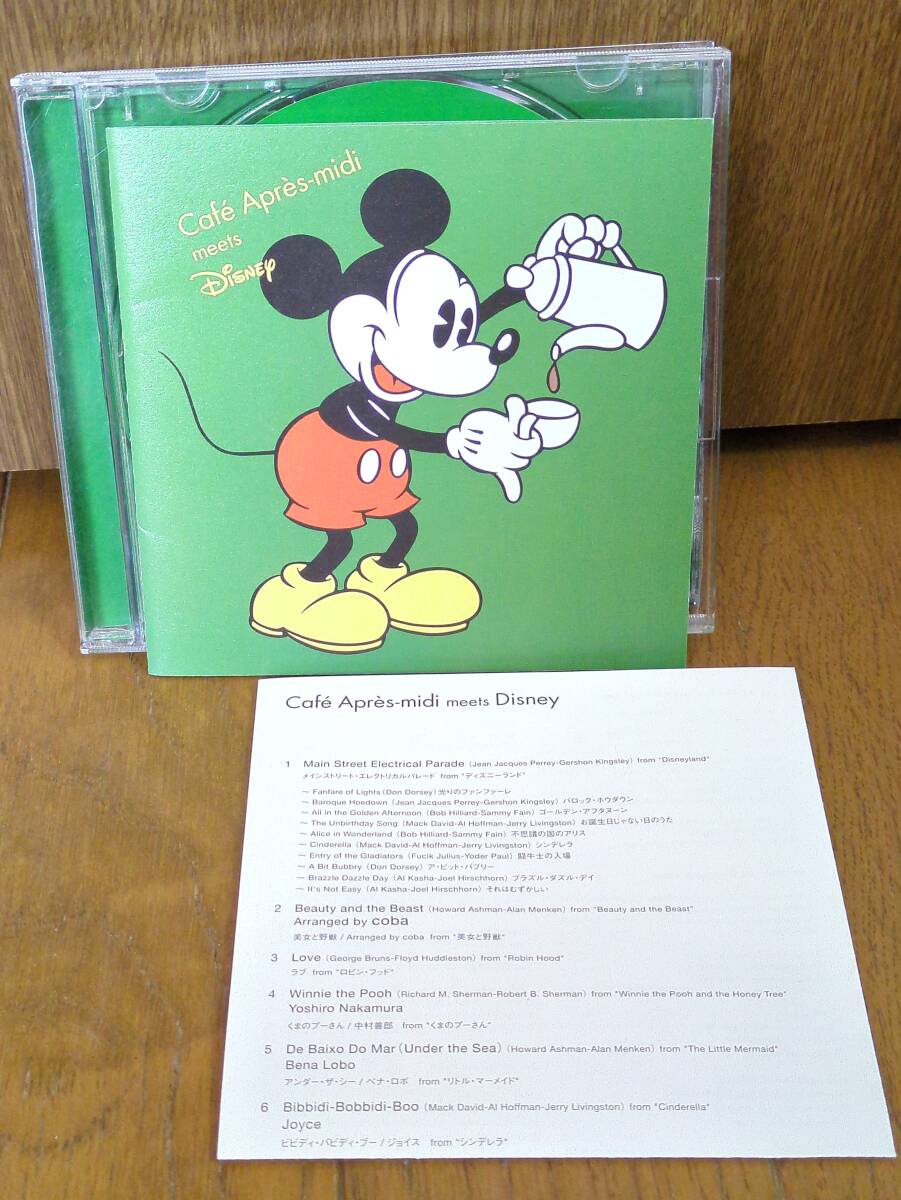 Café Après-midi
meets
Disney
Café Après-midi meets Disney
1 Main Street Electrical Parade (Jean Jacques Perrey-Gershon Kingsley) from "Disneyland"
メインストリート・エレクトリカルパレード from "ディズニーランド"
~ Fanfare of Lights (Don Dorsey) 光りのファンファーレ
~ Baroque Hoedown (Jean Jacques Perrey-Gershon Kingsley) バロック・ホウダウン
~ All in the Golden Afternoon (Bob Hilliard-Sammy Fain) ゴールデン・アフタヌーン
~ The Unbirthday Song (Mack David-Al Hoffman-Jerry Livingston) お誕生日じゃない日のうた
~ Alice in Wonderland (Bob Hilliard-Sammy Fain) 不思議の国のアリス
~ Cinderella (Mack David-Al Hoffman-Jerry Livingston) シンデレラ
~ Entry of the Gladiators (Fucik Julius-Yoder Paul) 闘牛士の入場
~ A Bit Bubbry (Don Dorsey) ア・ビット・バブリー
~ Brazzle Dazzle Day (Al Kasha-Joel Hirschhorn) ブラズル・ダズル・デイ
~ It's Not Easy (Al Kasha-Joel Hirschhorn) それはむずかしい
2 Beauty and the Beast (Howard Ashman-Alan Menken) from "Beauty and the Beast"
Arranged by coba
美女と野獣 / Arranged by coba from "美女と野獣"
3 Love (George Bruns-Floyd Huddleston) from "Robin Hood"
ラブ from "ロビン・フッド"
4 Winnie the Pooh (Richard M. Sherman-Robert B. Sherman) from "Winnie the Pooh and the Honey Tree"
Yoshiro Nakamura
くまのプーさん / 中村善郎 from "くまのプーさん"
5 De Baixo Do Mar (Under the Sea) (Howard Ashman-Alan Menken) from "The Little Mermaid"
Bena Lobo
アンダー・ザ・シー / ベナ・ロボ from "リトル・マーメイド"
6 Bibbidi-Bobbidi-Boo (Mack David-Al Hoffman-Jerry Livingston) from "Cinderella"
Joyce
ビビディ・バビディ・ブー / ジョイス from "シンデレラ"